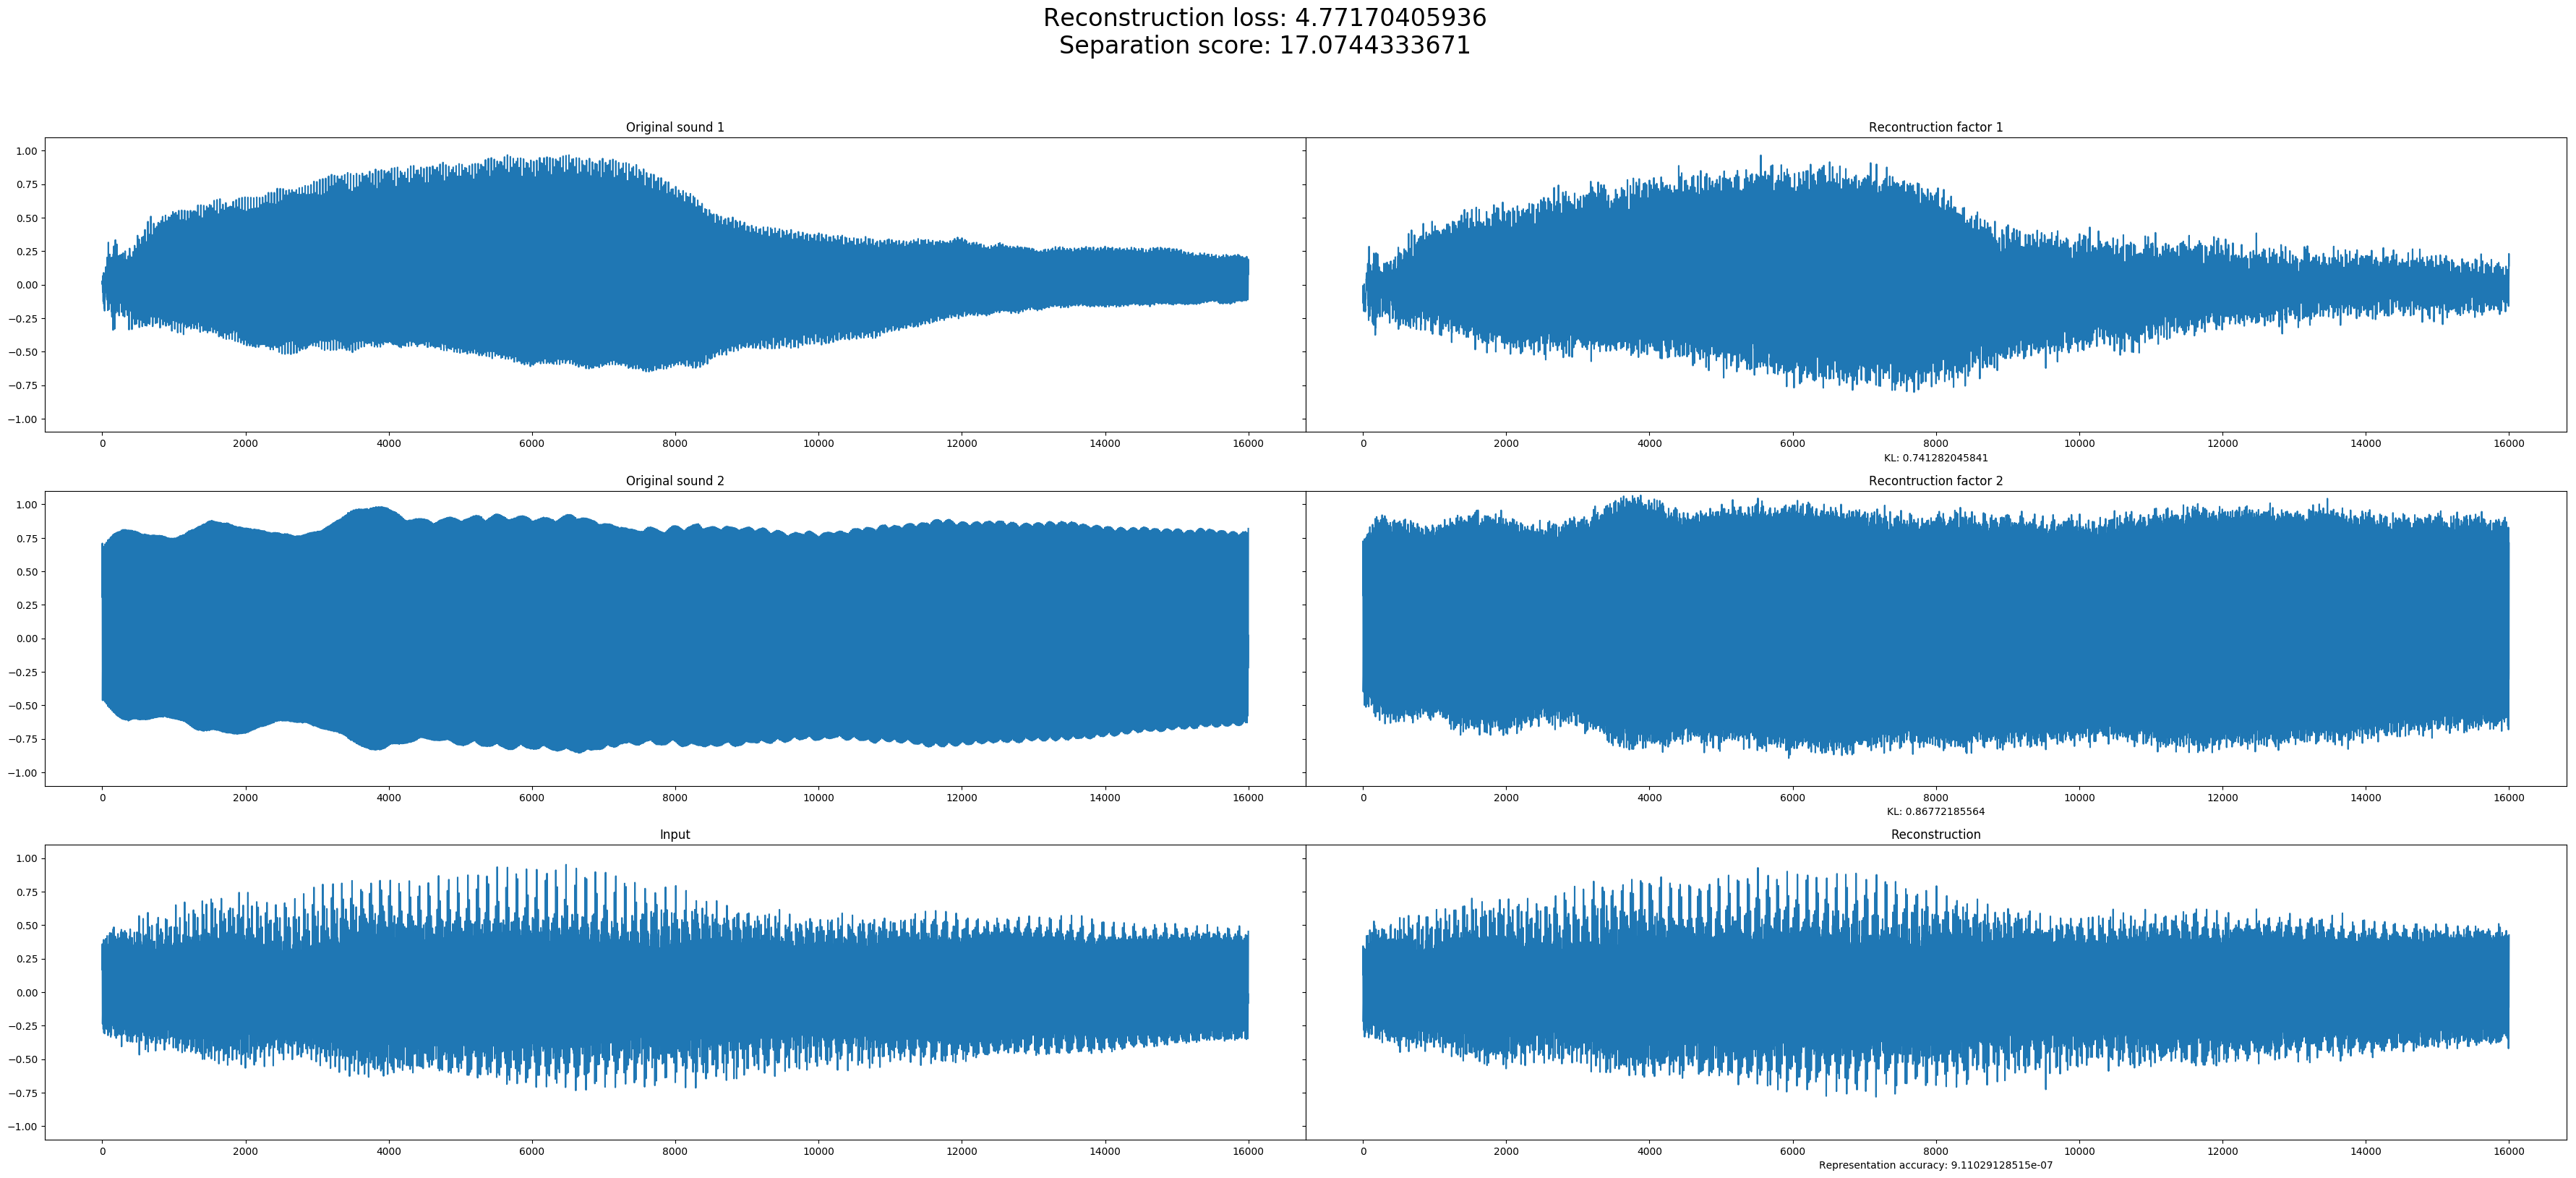 Reconstruction loss: 4.77170405936
Separation score: 17.0744333671
Original sound 1
Recontruction factor 1
1.00
0.75
0.50
0.25
0.00
−0.25
−0.50
−0.75
−1.00
0 2000 4000 6000 8000 10000 12000 14000 16000
0 2000 4000 6000 8000 10000 12000 14000 16000
KL: 0.741282045841
Original sound 2
Recontruction factor 2
1.00
0.75
0.50
0.25
0.00
−0.25
−0.50
−0.75
−1.00
0 2000 4000 6000 8000 10000 12000 14000 16000
0 2000 4000 6000 8000 10000 12000 14000 16000
KL: 0.86772185564
Input
Reconstruction
1.00
0.75
0.50
0.25
0.00
−0.25
−0.50
−0.75
−1.00
0 2000 4000 6000 8000 10000 12000 14000 16000
0 2000 4000 6000 8000 10000 12000 14000 16000
Representation accuracy: 9.11029128515e-07